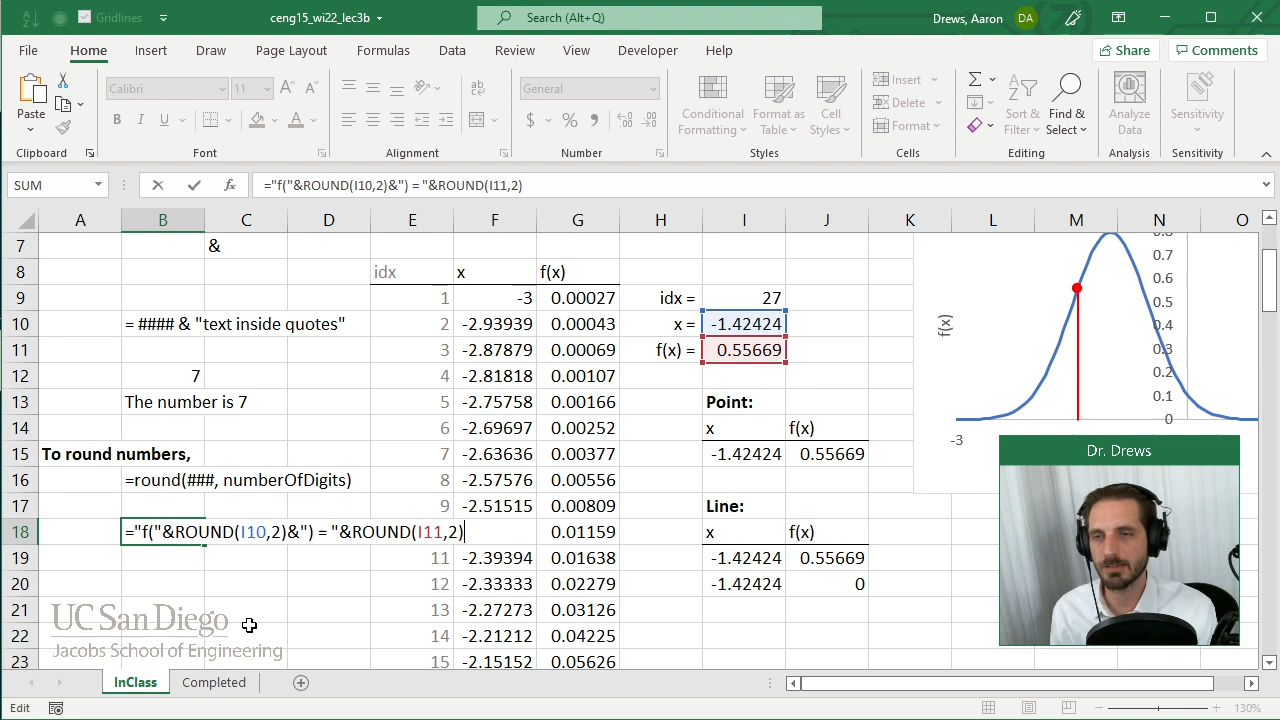 Gridlines ceng15_wi22_lec3b Search (Alt+Q) Drews, Aaron DA
File Home Insert Draw Page Layout Formulas Data Review View Developer Help Share Comments
Paste Calibri 11 General Conditional Formatting Format as Table Cell Styles Insert Delete Format Sort & Filter Find & Select Analyze Data Sensitivity
Clipboard Font Alignment Number Styles Cells Editing Analysis Sensitivity
SUM ="f("&ROUND(I10,2)&") = "&ROUND(I11,2)
A B C D E F G H I J K L M N O
7 &
8 idx x f(x)
9 1 -3 0.00027 idx = 27
10 = #### & "text inside quotes" 2 -2.93939 0.00043 x = -1.42424
11 3 -2.87879 0.00069 f(x) = 0.55669
12 7 4 -2.81818 0.00107
13 The number is 7 5 -2.75758 0.00166 Point:
14 6 -2.69697 0.00252 x f(x)
15 To round numbers, 7 -2.63636 0.00377 -1.42424 0.55669
16 =round(###, numberOfDigits) 8 -2.57576 0.00556
17 9 -2.51515 0.00809 Line:
18 ="f("&ROUND(I10,2)&") = "&ROUND(I11,2) 0.01159 x f(x)
19 11 -2.39394 0.01638 -1.42424 0.55669
20 12 -2.33333 0.02279 -1.42424 0
21 13 -2.27273 0.03126
22 14 -2.21212 0.04225
23 15 -2.15152 0.05626
0.7
0.6
0.5
0.4
0.3
0.2
0.1
0
f(x)
-3
Dr. Drews
UC San Diego
Jacobs School of Engineering
InClass Completed
Edit 130%